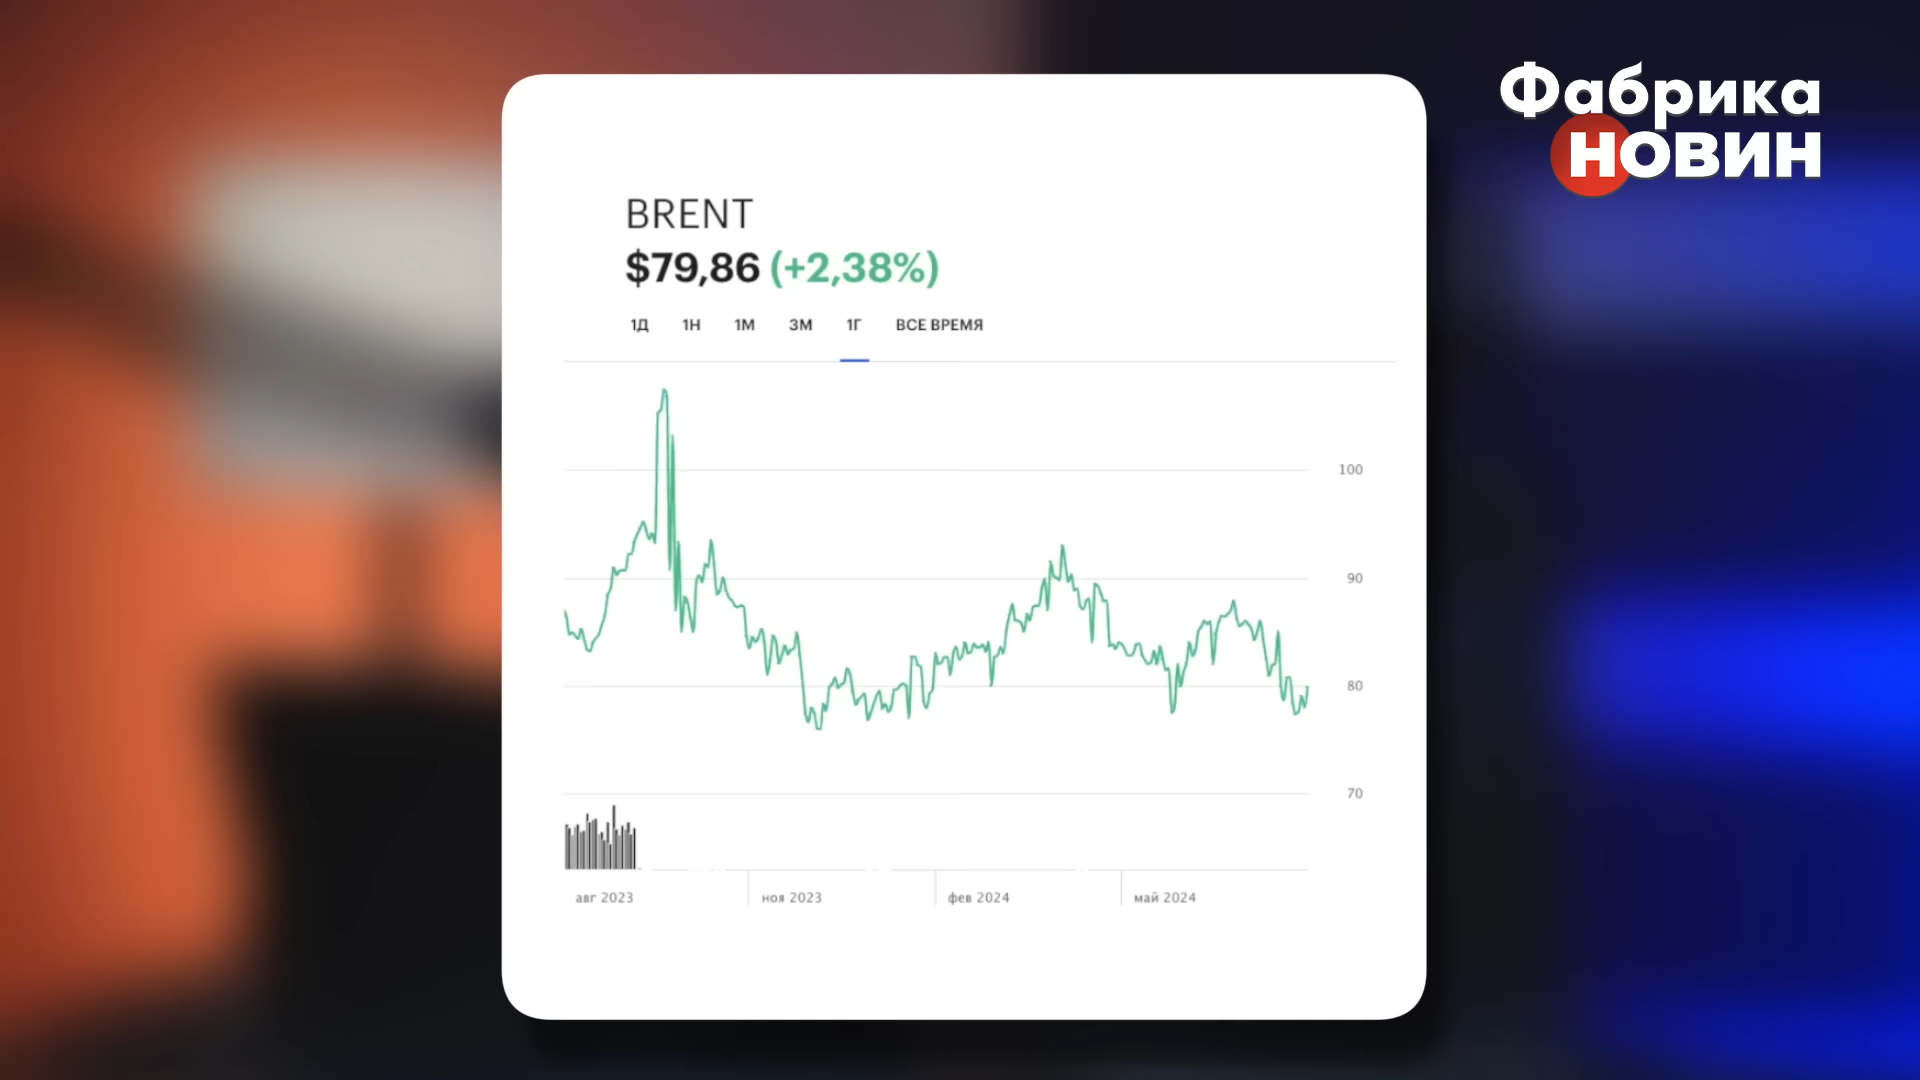 Фабрика
НОВИН
BRENT
$79,86 (+2,38%)
1Д 1Н 1М 3М 1Г ВСЕ ВРЕМЯ
100
90
80
70
авг 2023 ноя 2023 фев 2024 май 2024